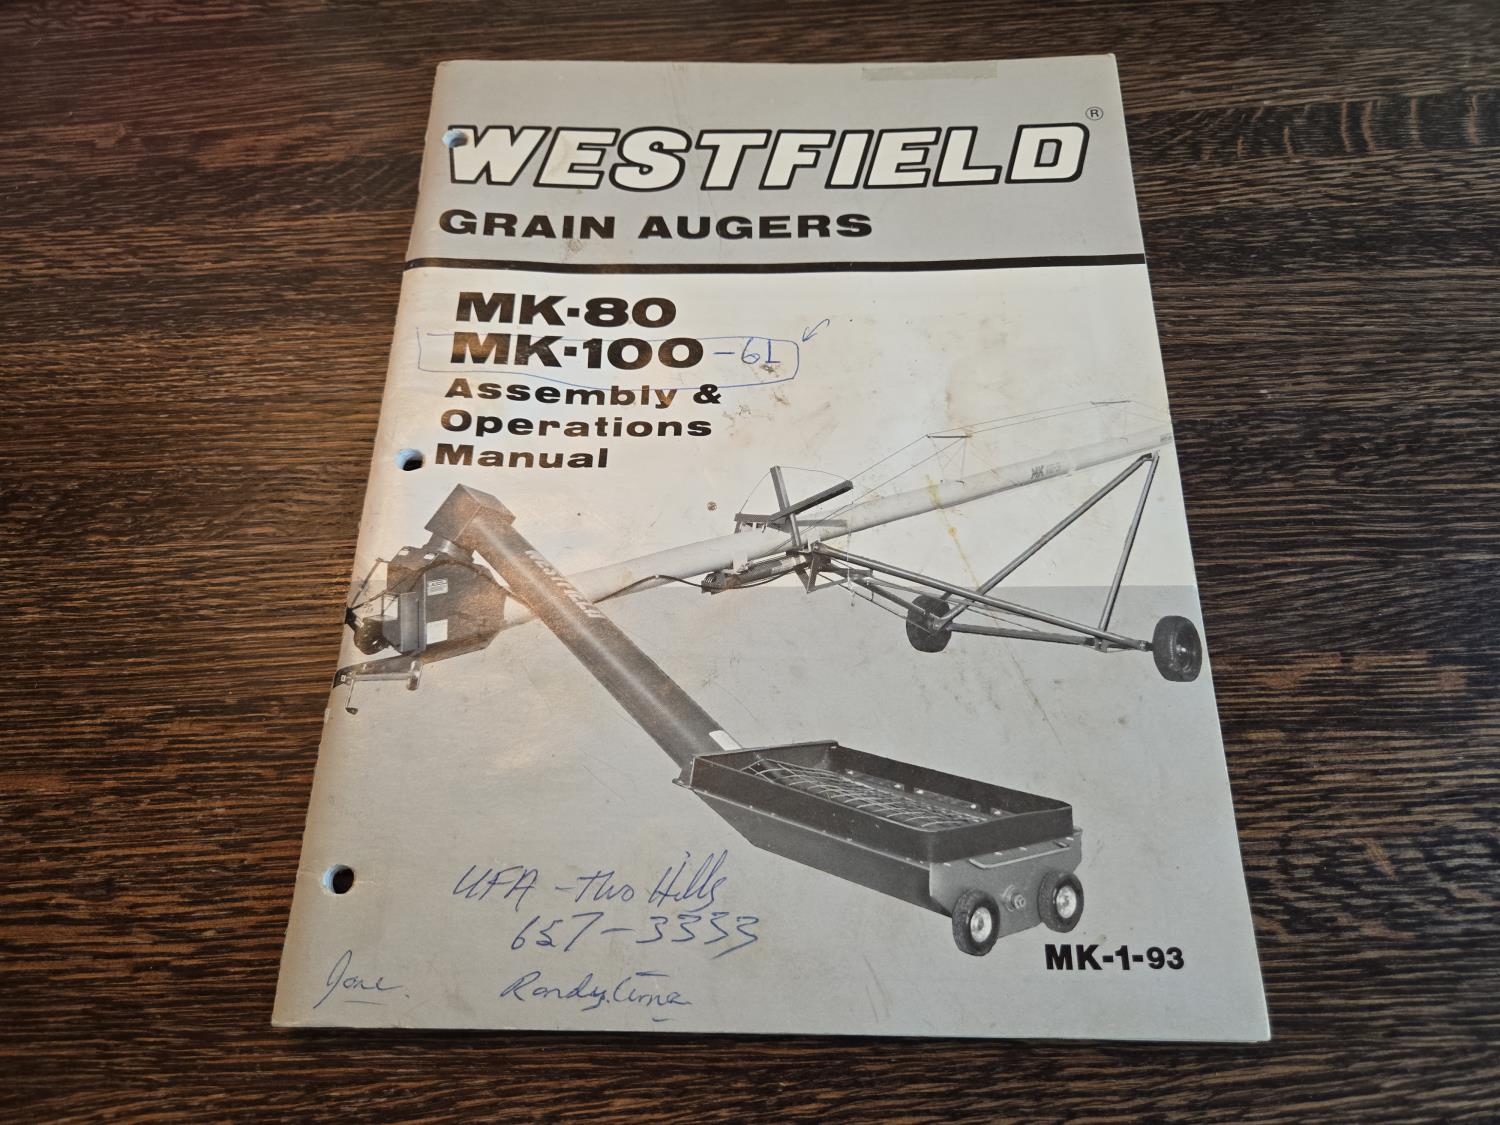 WESTFIELD®
GRAIN AUGERS
MK-80
MK-100-61
Assembly &
Operations
Manual
WESTFIELD
UFA - Two Hills
657-3333
MK-1-93